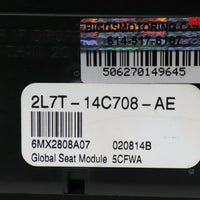 BIGGSMOTORING.COM
506270149645
2L7T-14C708-AE
6MX2808A07 020814B
Global Seat Module 5CFWA